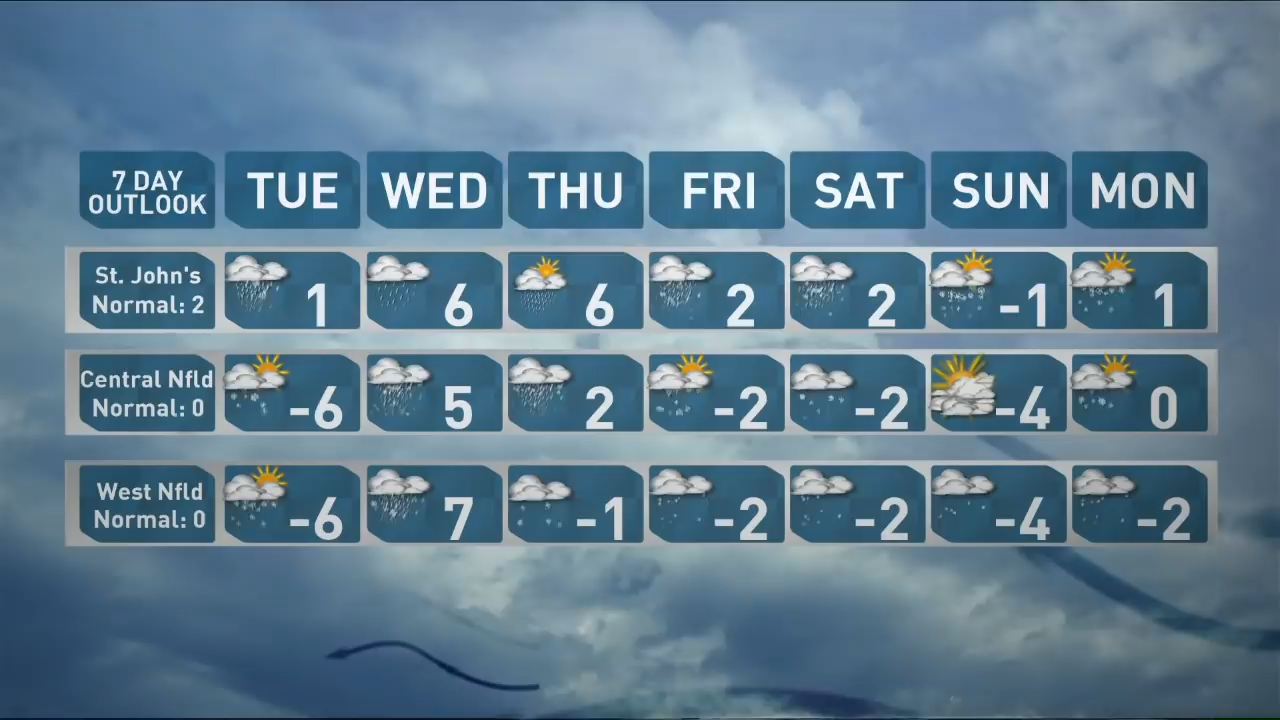 7 DAY
OUTLOOK
TUE
WED
THU
FRI
SAT
SUN
MON
St. John's
Normal: 2
1
6
6
2
2
-1
1
Central Nfld
Normal: 0
-6
5
2
-2
-2
-4
0
West Nfld
Normal: 0
-6
7
-1
-2
-2
-4
-2